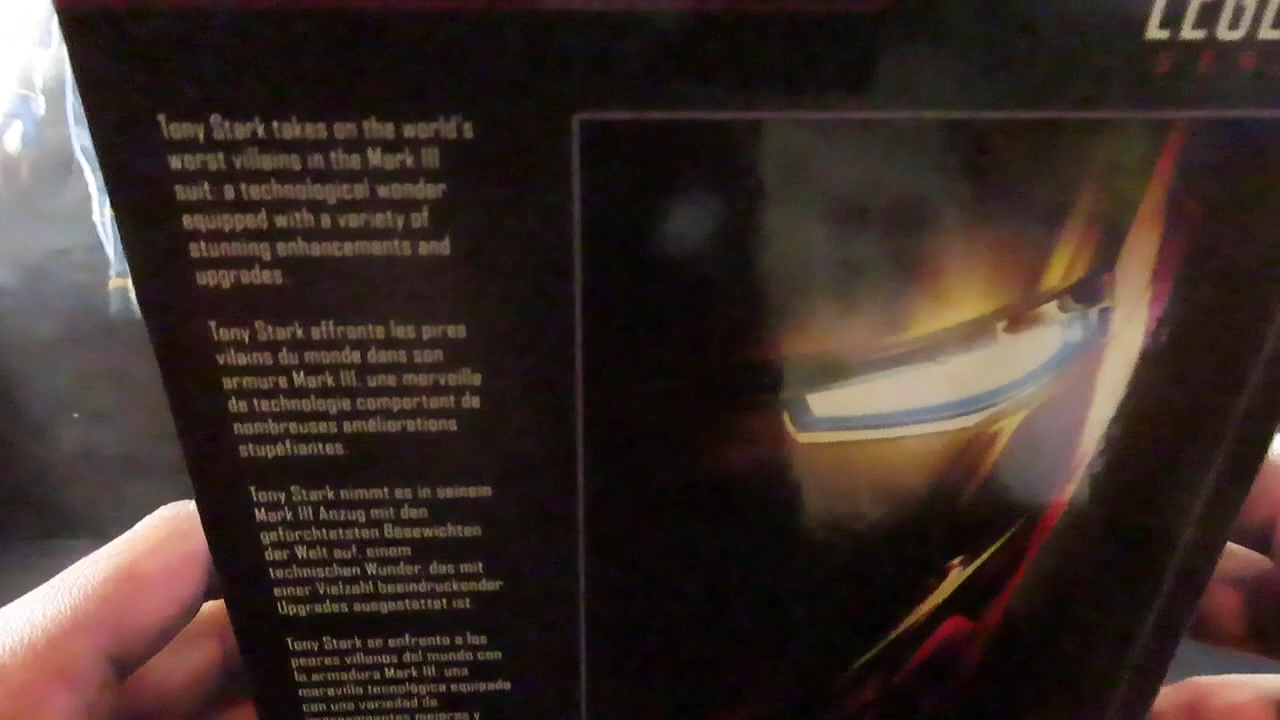 Tony Stark takes on the world's
worst villains in the Mark III
suit: a technological wonder
equipped with a variety of
stunning enhancements and
upgrades.
Tony Stark affronte les pires
vilains du monde dans son
armure Mark III, une merveille
de technologie comportant de
nombreuses améliorations
stupéfiantes.
Tony Stark nimmt es in seinem
Mark III Anzug mit den
gefürchtetsten Bösewichten
der Welt auf, einem
technischen Wunder, das mit
einer Vielzahl beeindruckender
Upgrades ausgestattet ist.
Tony Stark se enfrenta a los
peores villanos del mundo con
la armadura Mark III, una
maravilla tecnológica equipada
con una variedad de
mejoras y